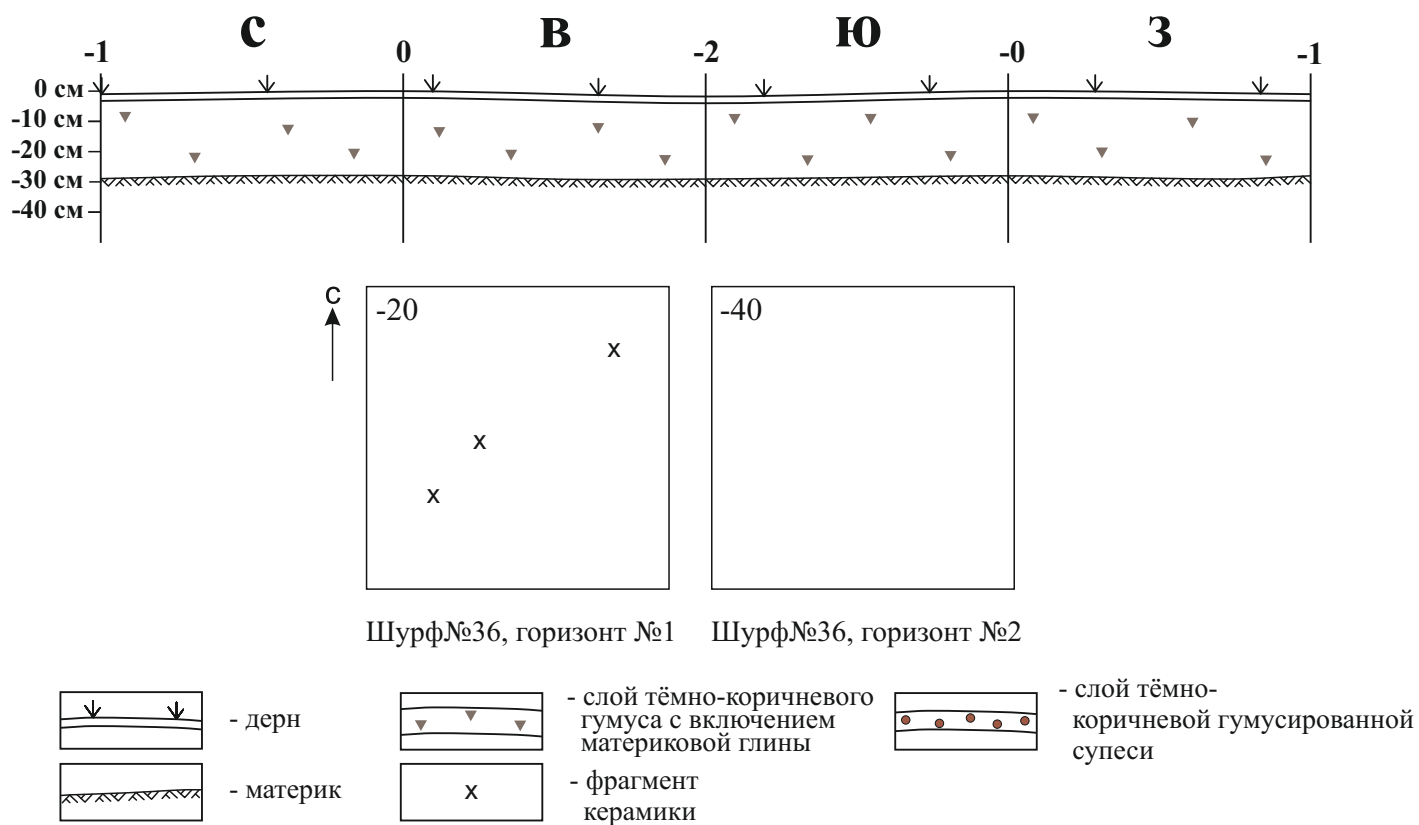 С В Ю З
-1 0 -2 -0 -1
0 см
-10 см
-20 см
-30 см
-40 см
С
-20
x
x
x
-40
Шурф№36, горизонт №1
Шурф№36, горизонт №2
- дерн
- слой тёмно-коричневого
гумуса с включением
материковой глины
- слой тёмно-
коричневой гумусированной
супеси
- материк
x
- фрагмент
керамики